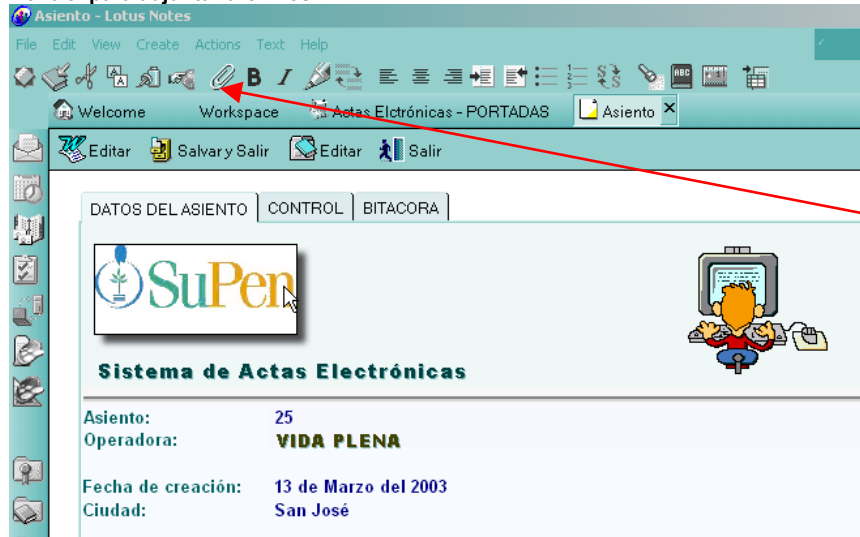 Asiento - Lotus Notes
File Edit View Create Actions Text Help
B I ABC
Welcome Workspace Actas Elctrónicas - PORTADAS Asiento X
Editar Salvar y Salir Editar Salir
DATOS DEL ASIENTO CONTROL BITACORA
SuPen
Sistema de Actas Electrónicas
Asiento: 25
Operadora: VIDA PLENA
Fecha de creación: 13 de Marzo del 2003
Ciudad: San José